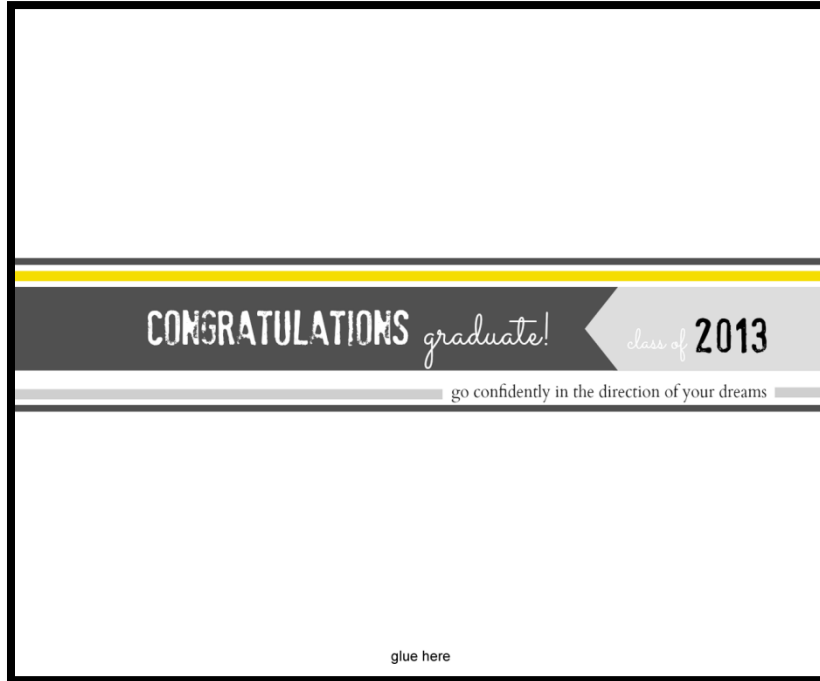 CONGRATULATIONS graduate! class of 2013
go confidently in the direction of your dreams
glue here